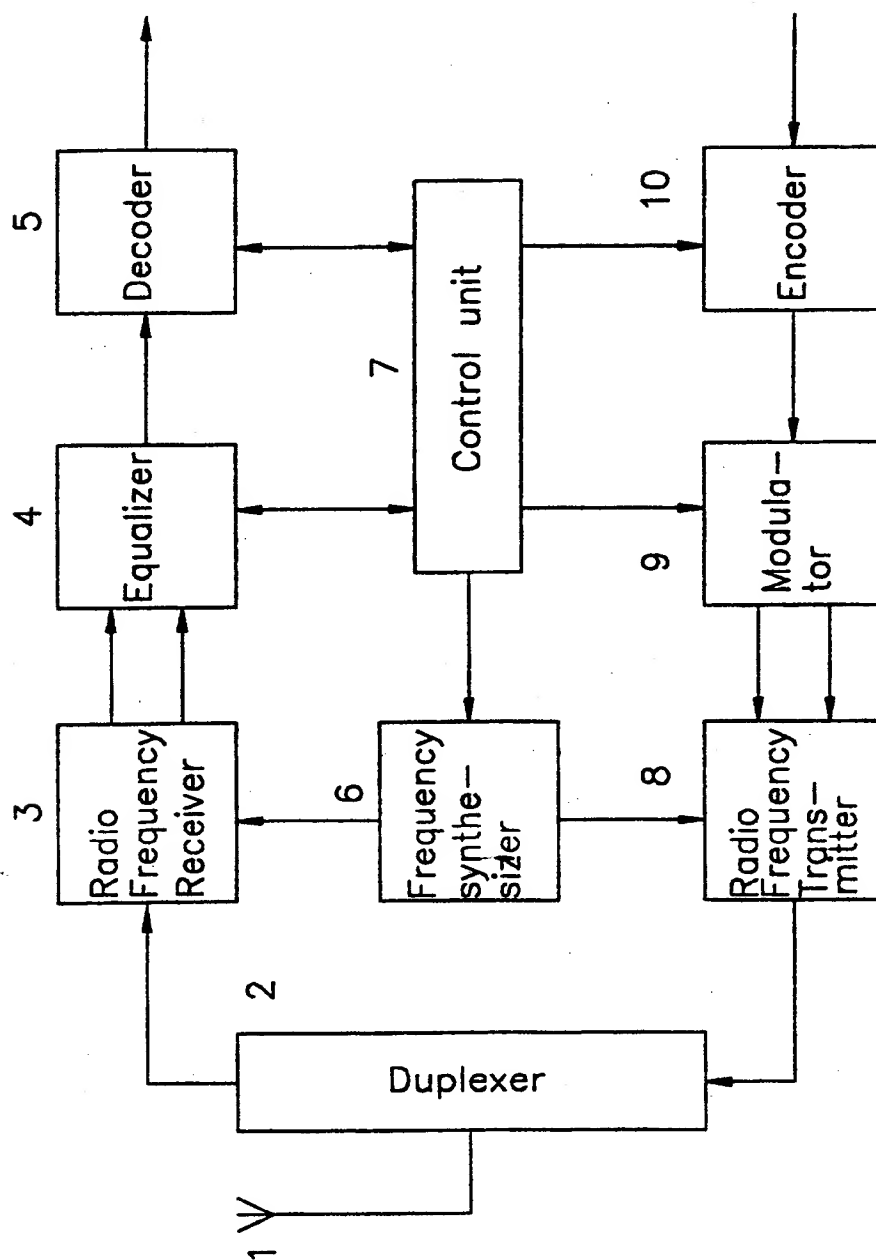 1
2
Duplexer
3
Radio
Frequency
Receiver
4
Equalizer
5
Decoder
6
Frequency
synthe—
sizer
7
Control unit
8
Radio
Frequency
Trans—
mitter
9
Modula—
tor
10
Encoder